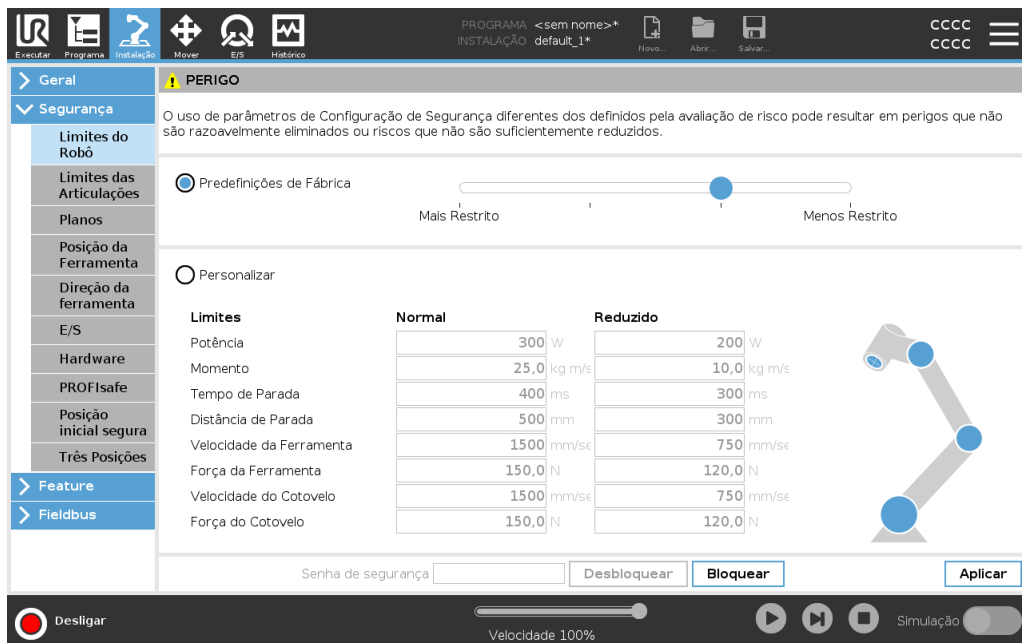 UR
PROGRAMA <sem nome>*
INSTALAÇÃO default_1*
CCCC
CCCC
Executar Programa Instalação Mover E/S Histórico Novo... Abrir... Salvar...
Geral
Segurança
Limites do
Robô
Limites das
Articulações
Planos
Posição da
Ferramenta
Direção da
ferramenta
E/S
Hardware
PROFIsafe
Posição
inicial segura
Três Posições
Feature
Fieldbus
PERIGO
O uso de parâmetros de Configuração de Segurança diferentes dos definidos pela avaliação de risco pode resultar em perigos que não
são razoavelmente eliminados ou riscos que não são suficientemente reduzidos.
Predefinições de Fábrica
Mais Restrito Menos Restrito
Personalizar
Limites Normal Reduzido
Potência 300 W 200 W
Momento 25,0 kg m/s 10,0 kg m/s
Tempo de Parada 400 ms 300 ms
Distância de Parada 500 mm 300 mm
Velocidade da Ferramenta 1500 mm/se 750 mm/se
Força da Ferramenta 150,0 N 120,0 N
Velocidade do Cotovelo 1500 mm/se 750 mm/se
Força do Cotovelo 150,0 N 120,0 N
Senha de segurança Desbloquear Bloquear Aplicar
Desligar Velocidade 100% Simulação